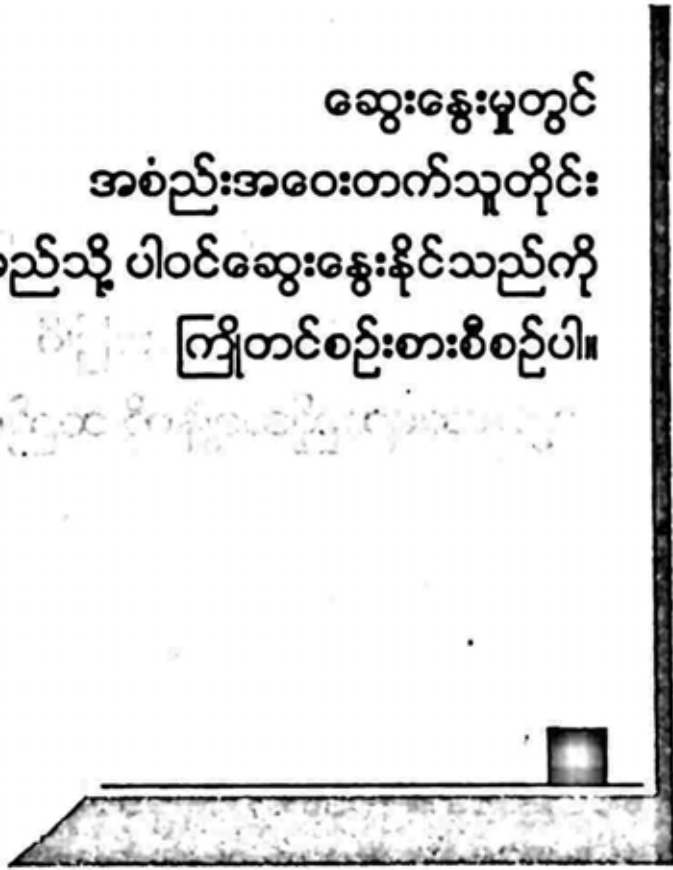 ဆွေးနွေးမှုတွင်
အစံည်းအဝေးတက်သူတိုင်း
ပါဝင်ဆွေးနွေးနိုင်သည်ကို
ကြိုတင်စဉ်းစားစီစဉ်ပါ။